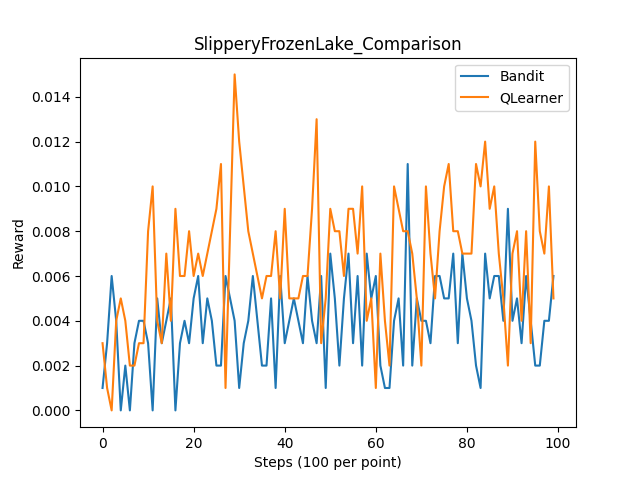 SlipperyFrozenLake_Comparison
Bandit
QLearner
0.014
0.012
0.010
0.008
0.006
0.004
0.002
0.000
Reward
0 20 40 60 80 100
Steps (100 per point)